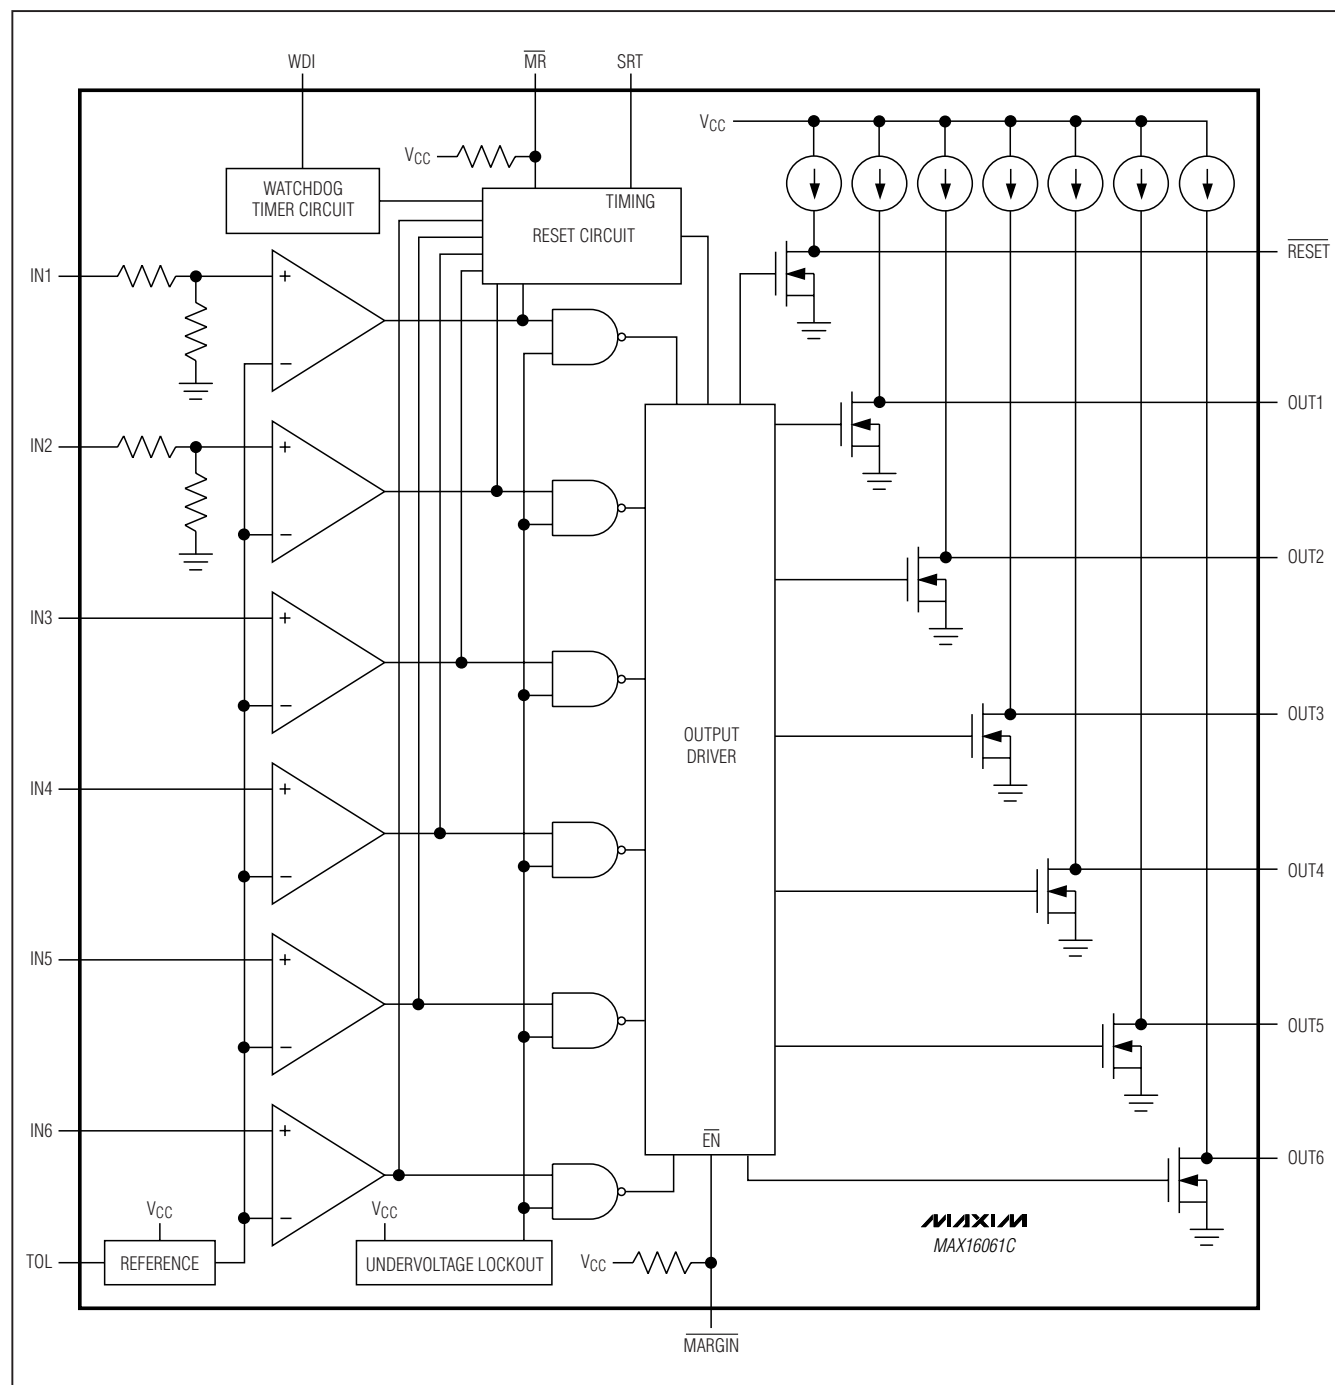 WDI
MR
SRT
VCC
VCC
WATCHDOG
TIMER CIRCUIT
TIMING
RESET CIRCUIT
RESET
IN1
+
−
OUT1
IN2
+
−
OUT2
IN3
+
−
OUT3
OUTPUT
DRIVER
IN4
+
−
OUT4
IN5
+
−
OUT5
IN6
+
−
EN
OUT6
VCC
VCC
MAXIM
MAX16061C
TOL
REFERENCE
UNDERVOLTAGE LOCKOUT
VCC
MARGIN